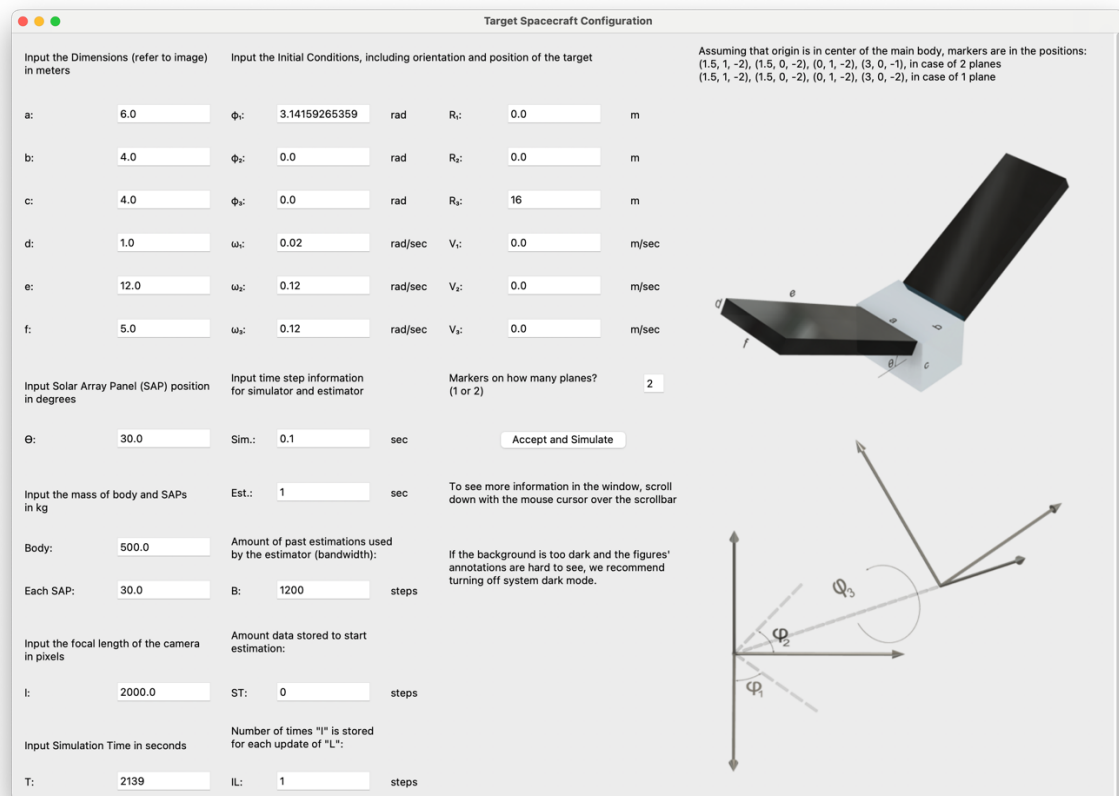 Target Spacecraft Configuration
Input the Dimensions (refer to image)
in meters
Input the Initial Conditions, including orientation and position of the target
Assuming that origin is in center of the main body, markers are in the positions:
(1.5, 1, -2), (1.5, 0, -2), (0, 1, -2), (3, 0, -1), in case of 2 planes
(1.5, 1, -2), (1.5, 0, -2), (0, 1, -2), (3, 0, -2), in case of 1 plane
a: 6.0 ϕ₁: 3.14159265359 rad R₁: 0.0 m
b: 4.0 ϕ₂: 0.0 rad R₂: 0.0 m
c: 4.0 ϕ₃: 0.0 rad R₃: 16 m
d: 1.0 ω₁: 0.02 rad/sec V₁: 0.0 m/sec
e: 12.0 ω₂: 0.12 rad/sec V₂: 0.0 m/sec
f: 5.0 ω₃: 0.12 rad/sec V₃: 0.0 m/sec
d e a b f θ c
Input Solar Array Panel (SAP) position
in degrees
Input time step information
for simulator and estimator
Markers on how many planes?
(1 or 2)
2
Θ: 30.0 Sim.: 0.1 sec
Accept and Simulate
Input the mass of body and SAPs
in kg
Est.: 1 sec
To see more information in the window, scroll
down with the mouse cursor over the scrollbar
Body: 500.0
Amount of past estimations used
by the estimator (bandwidth):
If the background is too dark and the figures'
annotations are hard to see, we recommend
turning off system dark mode.
Each SAP: 30.0 B: 1200 steps
φ₃
φ₂
φ₁
Input the focal length of the camera
in pixels
Amount data stored to start
estimation:
l: 2000.0 ST: 0 steps
Input Simulation Time in seconds
Number of times "l" is stored
for each update of "L":
T: 2139 IL: 1 steps